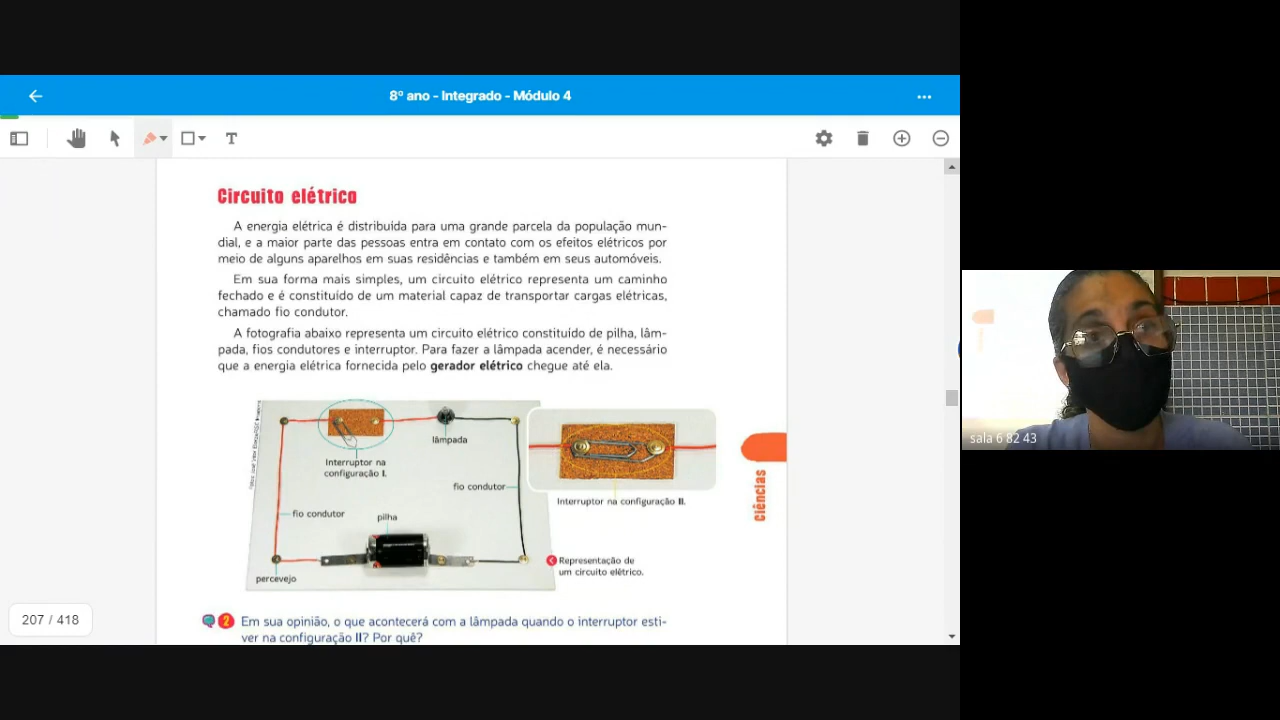 8º ano - Integrado - Módulo 4
T
Circuito elétrico
A energia elétrica é distribuída para uma grande parcela da população mun-
dial, e a maior parte das pessoas entra em contato com os efeitos elétricos por
meio de alguns aparelhos em suas residências e também em seus automóveis.
Em sua forma mais simples, um circuito elétrico representa um caminho
fechado e é constituído de um material capaz de transportar cargas elétricas,
chamado fio condutor.
A fotografia abaixo representa um circuito elétrico constituído de pilha, lâm-
pada, fios condutores e interruptor. Para fazer a lâmpada acender, é necessário
que a energia elétrica fornecida pelo gerador elétrico chegue até ela.
lâmpada
Interruptor na
configuração I.
fio condutor
Interruptor na configuração II.
fio condutor
pilha
percevejo
Representação de
um circuito elétrico.
ciências
2 Em sua opinião, o que acontecerá com a lâmpada quando o interruptor esti-
ver na configuração II? Por quê?
207 / 418
sala 6 82 43